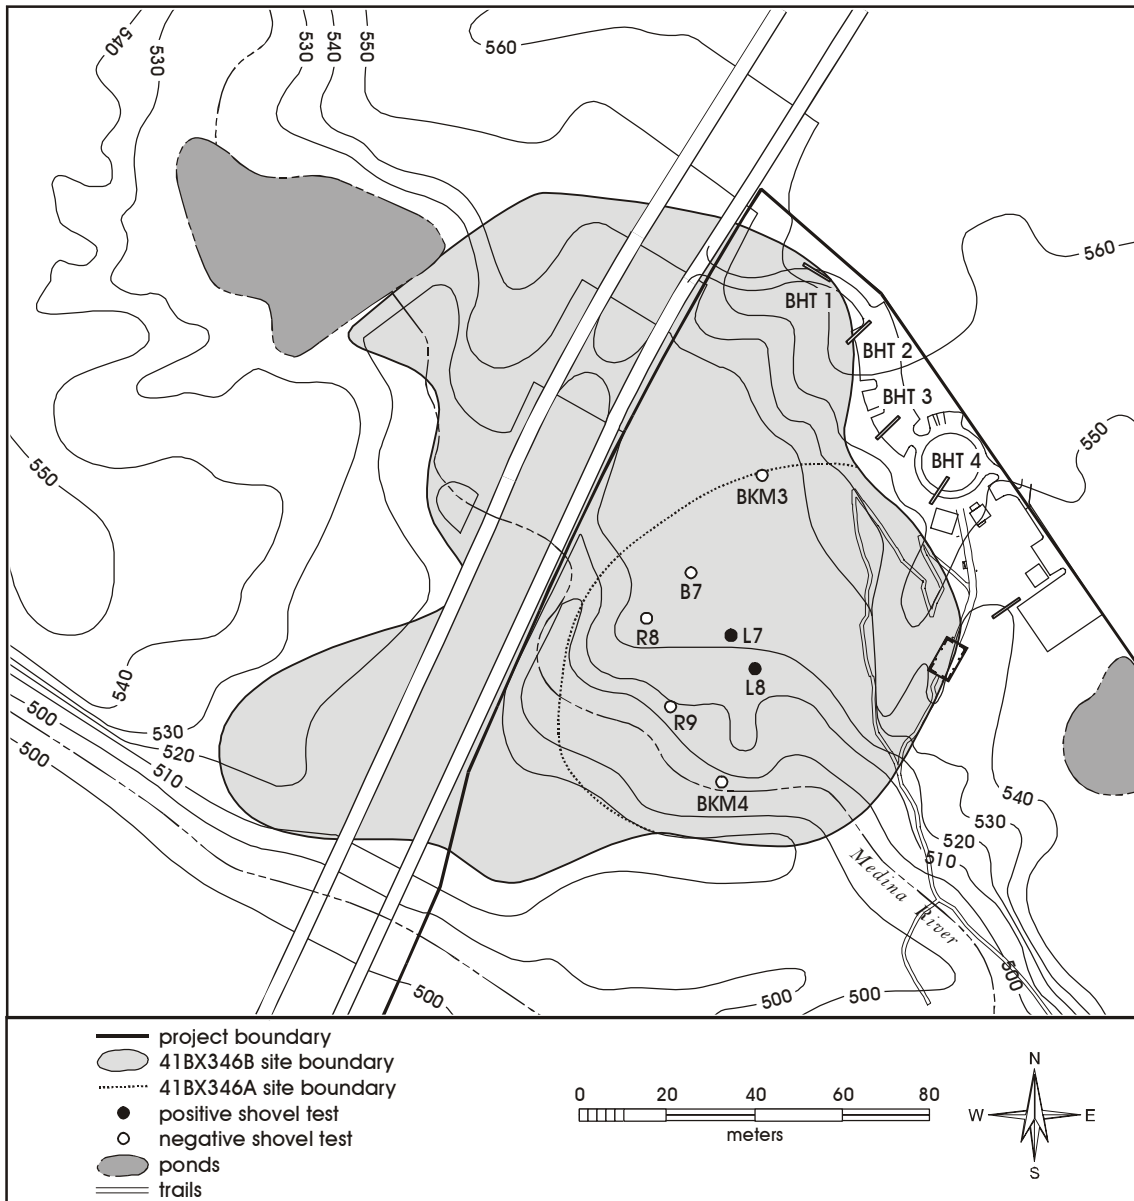 540
530
530
540
550
560
560
BHT 1
BHT 2
BHT 3
550
BHT 4
550
BKM3
B7
R8
L7
L8
R9
540
530
520
510
500
500
BKM4
540
530
520
510
Medina River
500
500
500
500
project boundary
41BX346B site boundary
41BX346A site boundary
positive shovel test
negative shovel test
ponds
trails
0 20 40 60 80
meters
N
W E
S